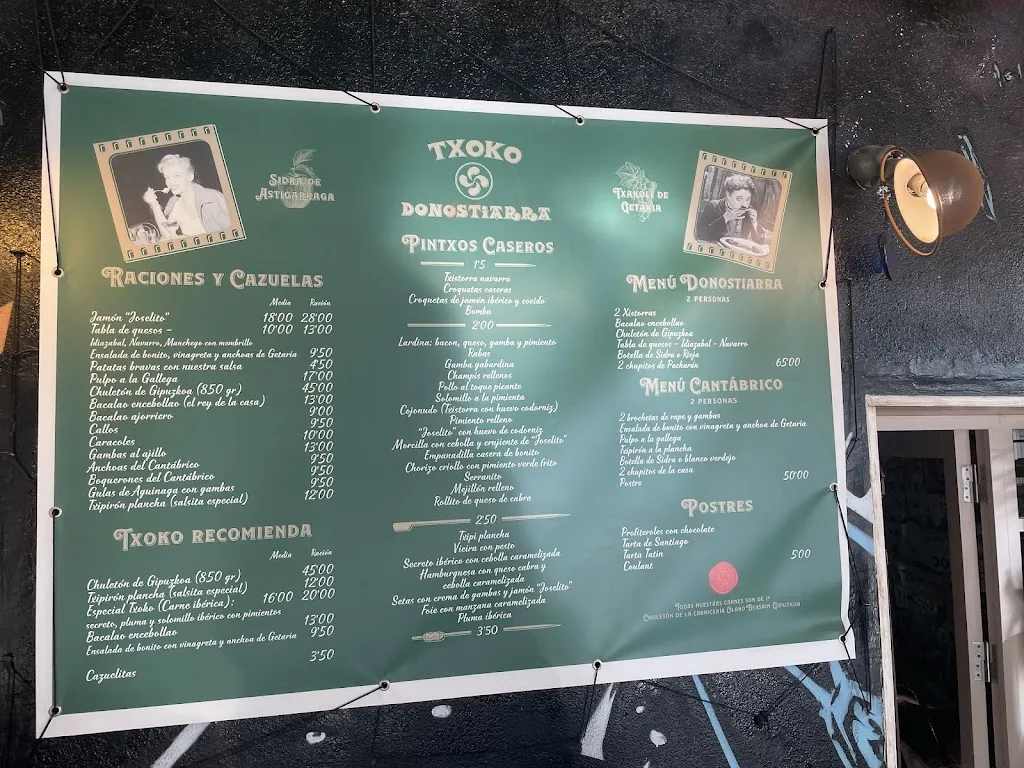 SIDRA DE
ASTIGARRAGA
TXOKO
DONOSTIARRA
TXAKOLI DE
GETARIA
RACIONES Y CAZUELAS
Media Ración
Jamón "Joselito" 18'00 28'00
Tabla de quesos - 10'00 13'00
Idiazabal, Navarro, Manchego con membrillo
Ensalada de bonito, vinagreta y anchoas de Getaria 9'50
Patatas bravas con nuestra salsa 4'50
Pulpo a la Gallega 17'00
Chuletón de Gipuzkoa (850 gr) 45'00
Bacalao encebollao (el rey de la casa) 13'00
Bacalao ajorriero 9'00
Callos 9'50
Caracoles 10'00
Gambas al ajillo 13'00
Anchoas del Cantábrico 9'50
Boquerones del Cantábrico 9'50
Gulas de Aguinaga con gambas 9'50
Txipirón plancha (salsita especial) 12'00
TXOKO RECOMIENDA
Media Ración
Chuletón de Gipuzkoa (850 gr) 45'00
Txipirón plancha (salsita especial) 12'00
Especial Txoko (Carne ibérica): 16'00 20'00
secreto, pluma y solomillo ibérico con pimientos
Bacalao encebollao 13'00
Ensalada de bonito con vinagreta y anchoa de Getaria 9'50
Cazuelitas 3'50
PINTXOS CASEROS
1'5
Txistorra navarra
Croquetas caseras
Croquetas de jamón ibérico y cocido
Bomba
2'00
Lardina: bacon, queso, gamba y pimiento
Rabas
Gamba gabardina
Champis rellenos
Pollo al toque picante
Solomillo a la pimienta
Cojonudo (Txistorra con huevo codorniz)
Pimiento relleno
"Joselito" con huevo de codorniz
Morcilla con cebolla y crujiente de "Joselito"
Empanadilla casera de bonito
Chorizo criollo con pimiento verde frito
Serranito
Mejillón relleno
Rollito de queso de cabra
2'50
Txipi plancha
Vieira con pesto
Secreto ibérico con cebolla caramelizada
Hamburguesa con queso cabra y
cebolla caramelizada
Setas con crema de gambas y jamón "Joselito"
Foie con manzana caramelizada
Pluma ibérica
3'50
MENÚ DONOSTIARRA
2 PERSONAS
2 Xistorras
Bacalao encebollao
Chuletón de Gipuzkoa
Tabla de quesos - Idiazabal - Navarro
Botella de Sidra o Rioja
2 chupitos de Pacharán 65'00
MENÚ CANTÁBRICO
2 PERSONAS
2 brochetas de rape y gambas
Ensalada de bonito con vinagreta y anchoa de Getaria
Pulpo a la gallega
Txipirón a la plancha
Botella de Sidra o blanco verdejo
2 chupitos de la casa
Postre 50'00
POSTRES
Profiteroles con chocolate
Tarta de Santiago
Tarta Tatin 5'00
Coulant
TODAS NUESTRAS CARNES SON DE 1ª
CHULETÓN DE LA CARNICERÍA OLANO BEASAIN GIPUZKOA